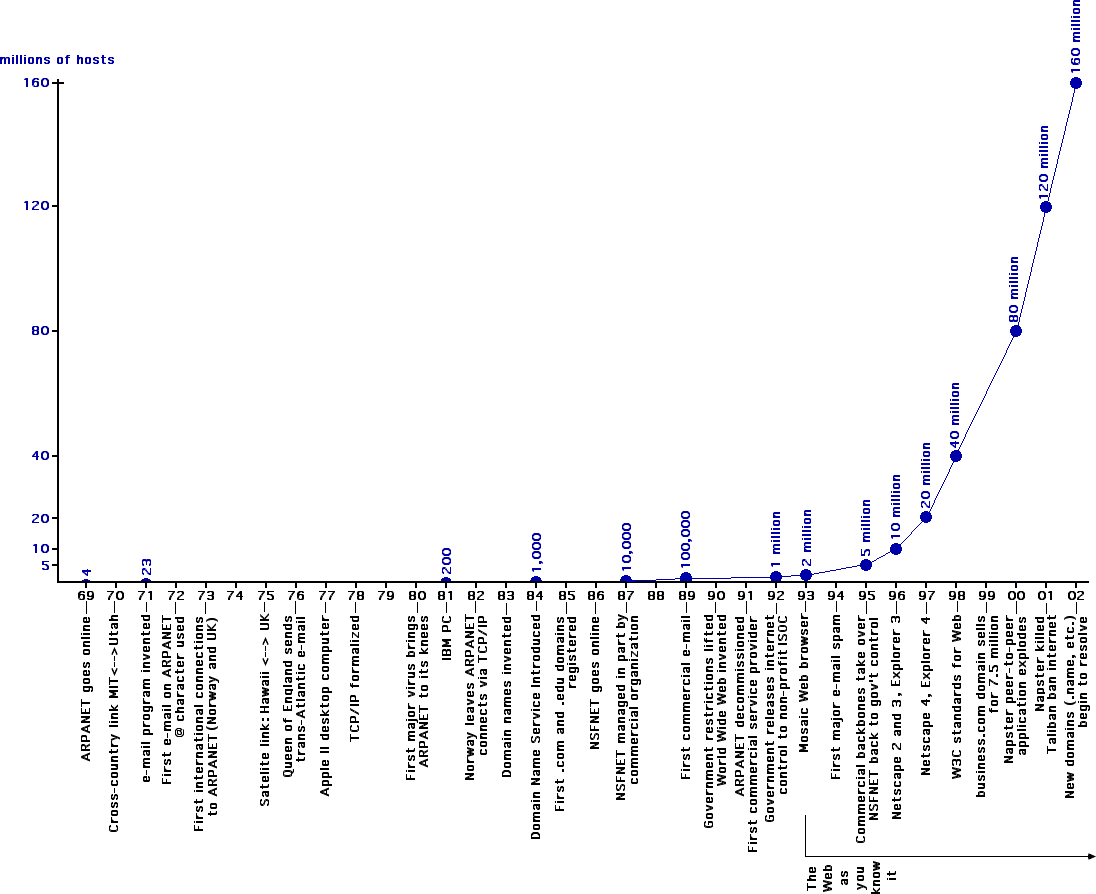 millions of hosts
160
120
80
40
20
10
5
4
23
200
1,000
10,000
100,000
1 million
2 million
5 million
10 million
20 million
40 million
80 million
120 million
160 million
69 70 71 72 73 74 75 76 77 78 79 80 81 82 83 84 85 86 87 88 89 90 91 92 93 94 95 96 97 98 99 00 01 02
ARPANET goes online
Cross-country link MIT<-->Utah
e-mail program invented
First e-mail on ARPANET
@ character used
First international connections
to ARPANET (Norway and UK)
Satelite link: Hawaii <--> UK
Queen of England sends
trans-Atlantic e-mail
Apple II desktop computer
TCP/IP formalized
First major virus brings
ARPANET to its knees
IBM PC
Norway leaves ARPANET
connects via TCP/IP
Domain names invented
Domain Name Service Introduced
First .com and .edu domains
registered
NSFNET goes online
NSFNET managed in part by
commercial organization
First commercial e-mail
Government restrictions lifted
World Wide Web invented
ARPANET decommissioned
First commercial service provider
Government releases internet
control to non-profit ISOC
Mosaic Web browser
First major e-mail spam
Commercial backbones take over
NSFNET back to gov't control
Netscape 2 and 3, Explorer 3
Netscape 4, Explorer 4
W3C standards for Web
business.com domain sells
for 7.5 million
Napster peer-to-peer
application explodes
Napster killed
Taliban ban internet
New domains (.name, etc.)
begin to resolve
The
Web
as
you
know
it